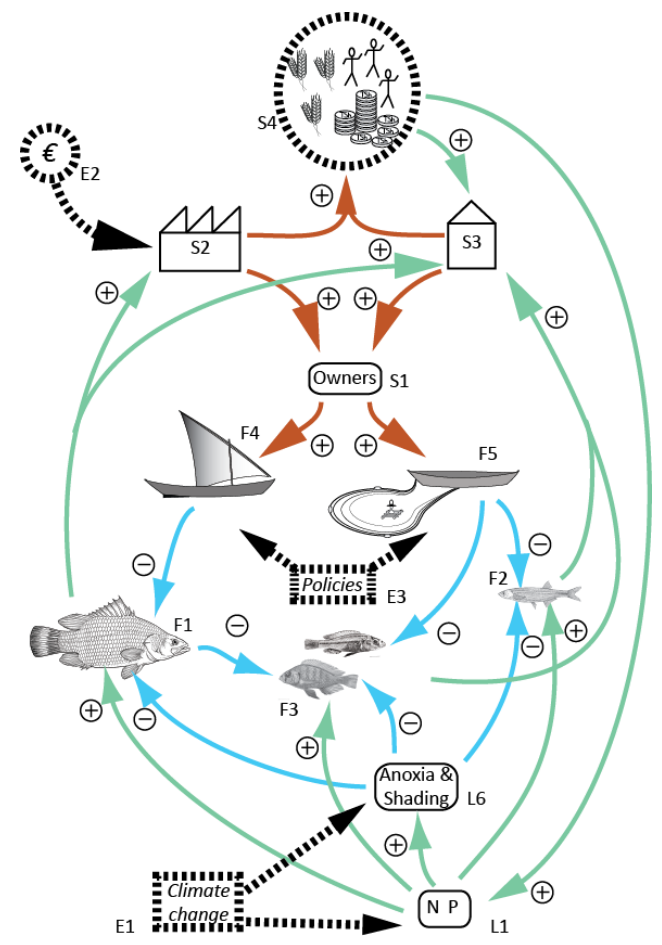 S4
⊕
€
E2
⊕
S2
⊕
S3
⊕
⊕
⊕
⊕
Owners S1
F4
⊕
⊕
F5
⊖
⊖
Policies E3
F2
F1
⊖
⊖
⊕
⊖
F3
⊕
⊖
⊖
⊕
Anoxia &
Shading L6
⊕
Climate
change
E1
N P
L1
⊕